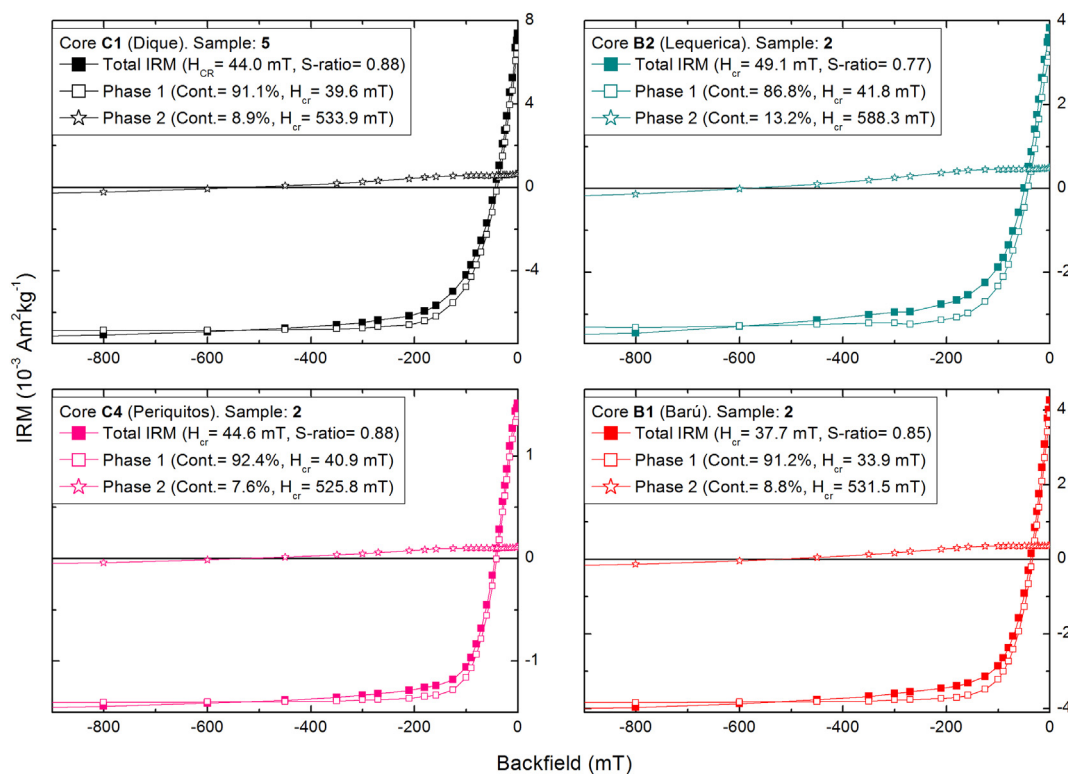 Core C1 (Dique). Sample: 5
Total IRM (HCR= 44.0 mT, S-ratio= 0.88)
Phase 1 (Cont.= 91.1%, Hcr= 39.6 mT)
Phase 2 (Cont.= 8.9%, Hcr= 533.9 mT)
8
4
0
-4
-800 -600 -400 -200 0
Core B2 (Lequerica). Sample: 2
Total IRM (Hcr= 49.1 mT, S-ratio= 0.77)
Phase 1 (Cont.= 86.8%, Hcr= 41.8 mT)
Phase 2 (Cont.= 13.2%, Hcr= 588.3 mT)
4
2
0
-2
-800 -600 -400 -200 0
IRM (10-3 Am2kg-1)
Core C4 (Periquitos). Sample: 2
Total IRM (Hcr= 44.6 mT, S-ratio= 0.88)
Phase 1 (Cont.= 92.4%, Hcr= 40.9 mT)
Phase 2 (Cont.= 7.6%, Hcr= 525.8 mT)
1
0
-1
-800 -600 -400 -200 0
Core B1 (Barú). Sample: 2
Total IRM (Hcr= 37.7 mT, S-ratio= 0.85)
Phase 1 (Cont.= 91.2%, Hcr= 33.9 mT)
Phase 2 (Cont.= 8.8%, Hcr= 531.5 mT)
4
2
0
-2
-4
-800 -600 -400 -200 0
Backfield (mT)